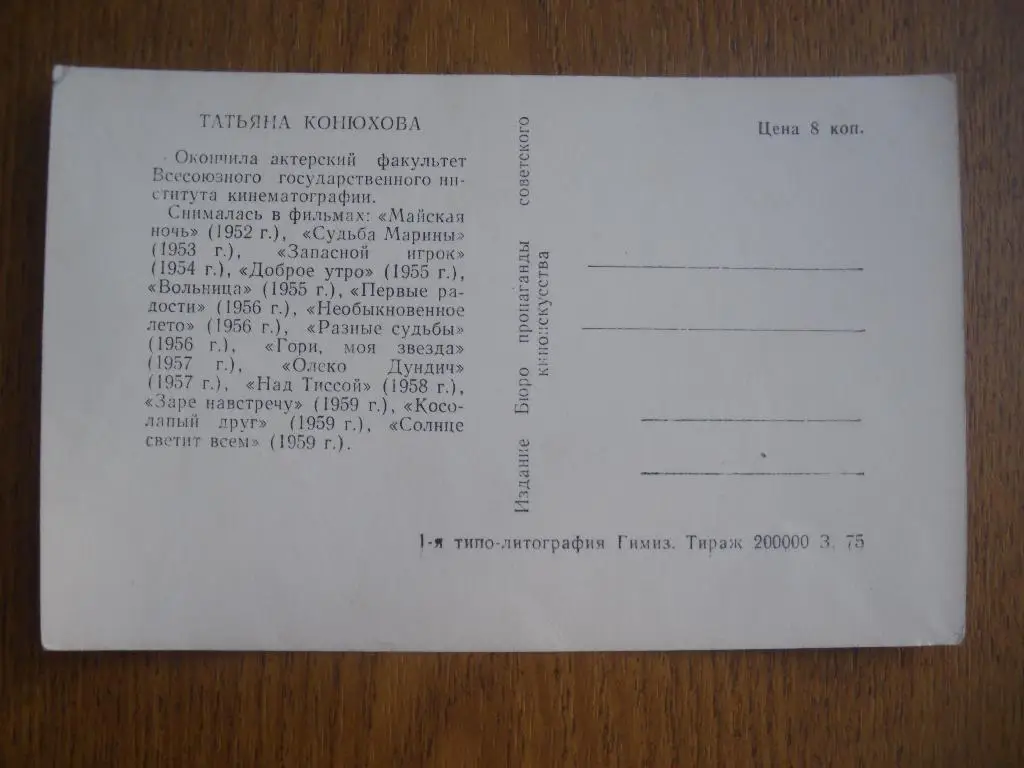 ТАТЬЯНА КОНЮХОВА
Окончила актерский факультет
Всесоюзного государственного ин-
ститута кинематографии.
Снималась в фильмах: «Майская
ночь» (1952 г.), «Судьба Марины»
(1953 г.), «Запасной игрок»
(1954 г.), «Доброе утро» (1955 г.),
«Вольница» (1955 г.), «Первые ра-
дости» (1956 г.), «Необыкновенное
лето» (1956 г.), «Разные судьбы»
(1956 г.), «Гори, моя звезда»
(1957 г.), «Олеко Дундич»
(1957 г.), «Над Тиссой» (1958 г.),
«Заре навстречу» (1959 г.), «Косо-
лапый друг» (1959 г.), «Солнце
светит всем» (1959 г.).
Издание Бюро пропаганды советского
киноискусства
Цена 8 коп.
1-я типо-литография Гимиз. Тираж 200000 З. 75